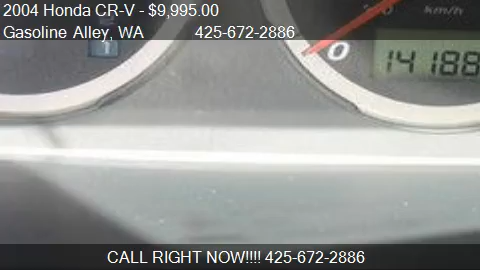 2004 Honda CR-V - $9,995.00
Gasoline Alley, WA 425-672-2886
km/h
0
14188
CALL RIGHT NOW!!!! 425-672-2886